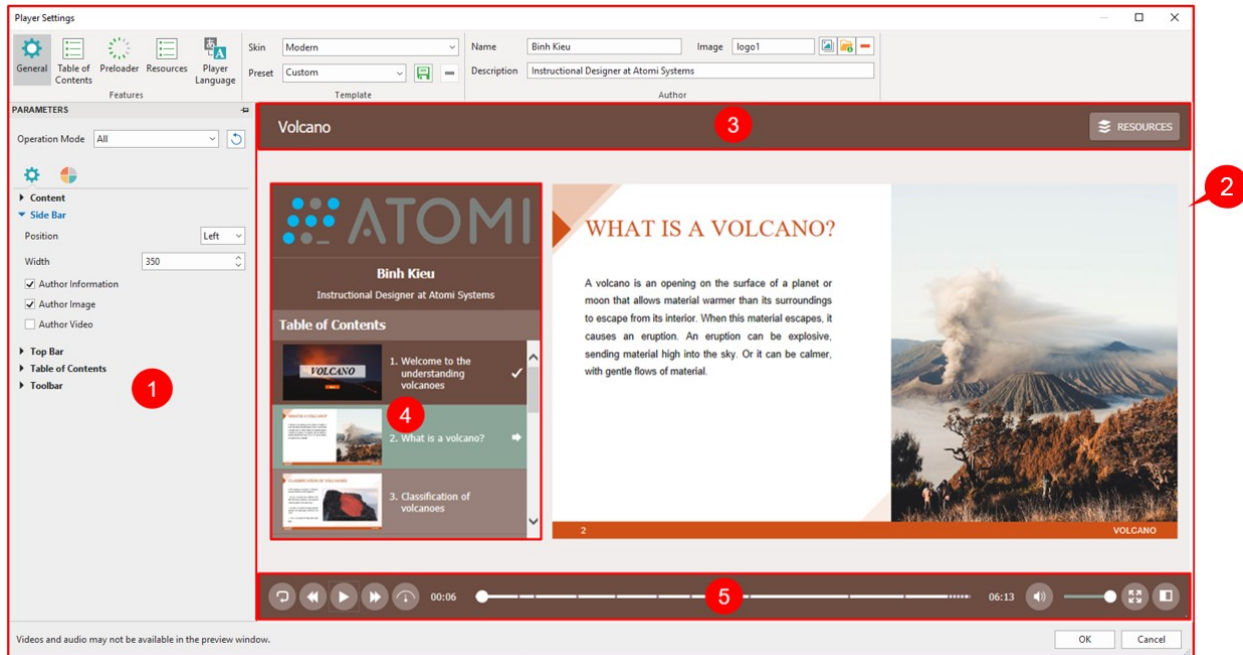 Player Settings
General
Table of Contents
Preloader
Resources
Player Language
Features
Skin Modern
Preset Custom
Template
Name Binh Kieu
Image logo1
Description Instructional Designer at Atomi Systems
Author
PARAMETERS
Operation Mode All
Content
Side Bar
Position Left
Width 350
Author Information
Author Image
Author Video
Top Bar
Table of Contents
Toolbar
1
2
Volcano
3
RESOURCES
ATOMI
Binh Kieu
Instructional Designer at Atomi Systems
Table of Contents
VOLCANO
1. Welcome to the
understanding
volcanoes
4
2. What is a volcano?
CLASSIFICATION OF VOLCANOES
3. Classification of
volcanoes
WHAT IS A VOLCANO?
A volcano is an opening on the surface of a planet or
moon that allows material warmer than its surroundings
to escape from its interior. When this material escapes, it
causes an eruption. An eruption can be explosive,
sending material high into the sky. Or it can be calmer,
with gentle flows of material.
2
VOLCANO
00:06
5
06:13
Videos and audio may not be available in the preview window.
OK
Cancel